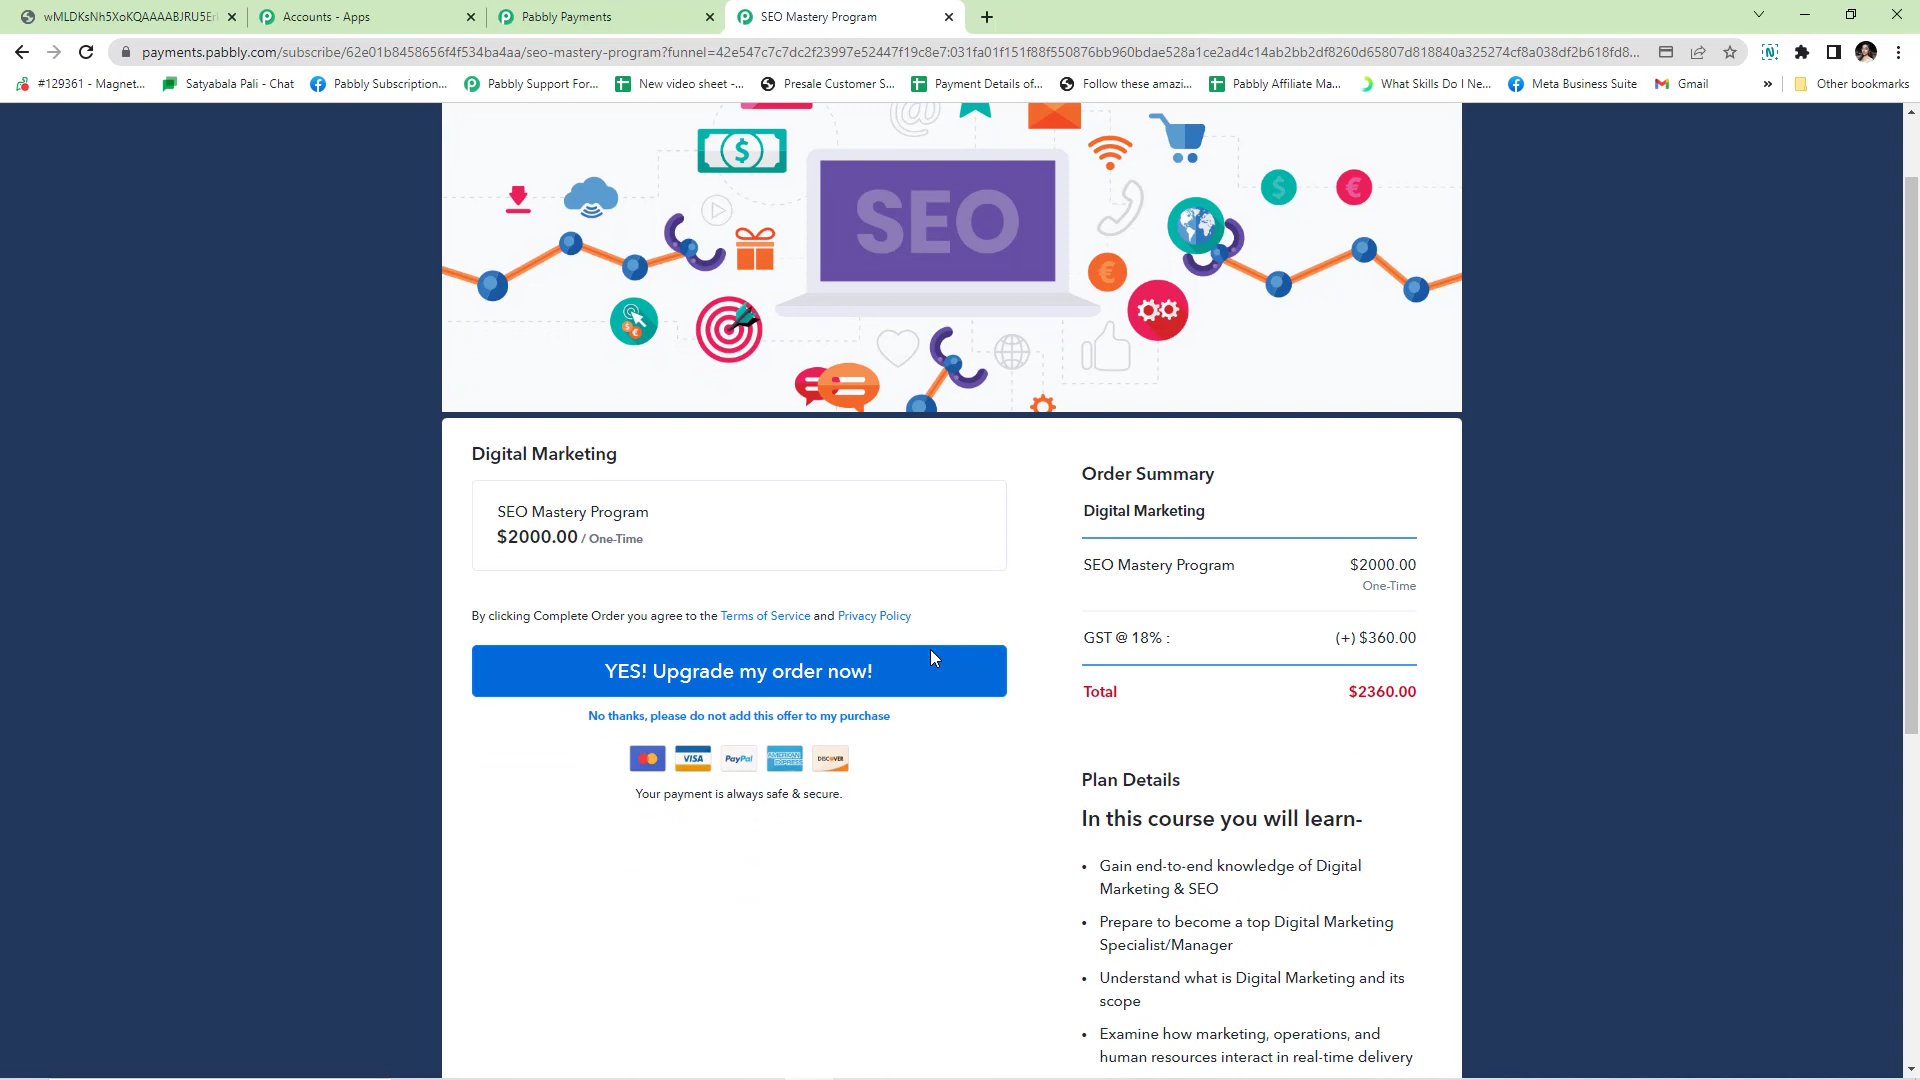 wMLDKsNh5XoKQAAAABJRU5Er
Accounts - Apps
Pabbly Payments
SEO Mastery Program
payments.pabbly.com/subscribe/62e01b8458656f4f534ba4aa/seo-mastery-program?funnel=42e547c7c7dc2f23997e52447f19c8e7:031fa01f151f88f550876bb960bdae528a1ce2ad4c14ab2bb2df8260d65807d818840a325274cf8a038df2b618fd8...
#129361 - Magnet...
Satyabala Pali - Chat
Pabbly Subscription...
Pabbly Support For...
New video sheet -...
Presale Customer S...
Payment Details of...
Follow these amazi...
Pabbly Affiliate Ma...
What Skills Do I Ne...
Meta Business Suite
Gmail
»
Other bookmarks
SEO
Digital Marketing
SEO Mastery Program
$2000.00 / One-Time
By clicking Complete Order you agree to the Terms of Service and Privacy Policy
YES! Upgrade my order now!
No thanks, please do not add this offer to my purchase
VISA
PayPal
AMERICAN EXPRESS
DISCOVER
Your payment is always safe & secure.
Order Summary
Digital Marketing
SEO Mastery Program $2000.00
One-Time
GST @ 18% : (+) $360.00
Total $2360.00
Plan Details
In this course you will learn-
• Gain end-to-end knowledge of Digital
Marketing & SEO
• Prepare to become a top Digital Marketing
Specialist/Manager
• Understand what is Digital Marketing and its
scope
• Examine how marketing, operations, and
human resources interact in real-time delivery